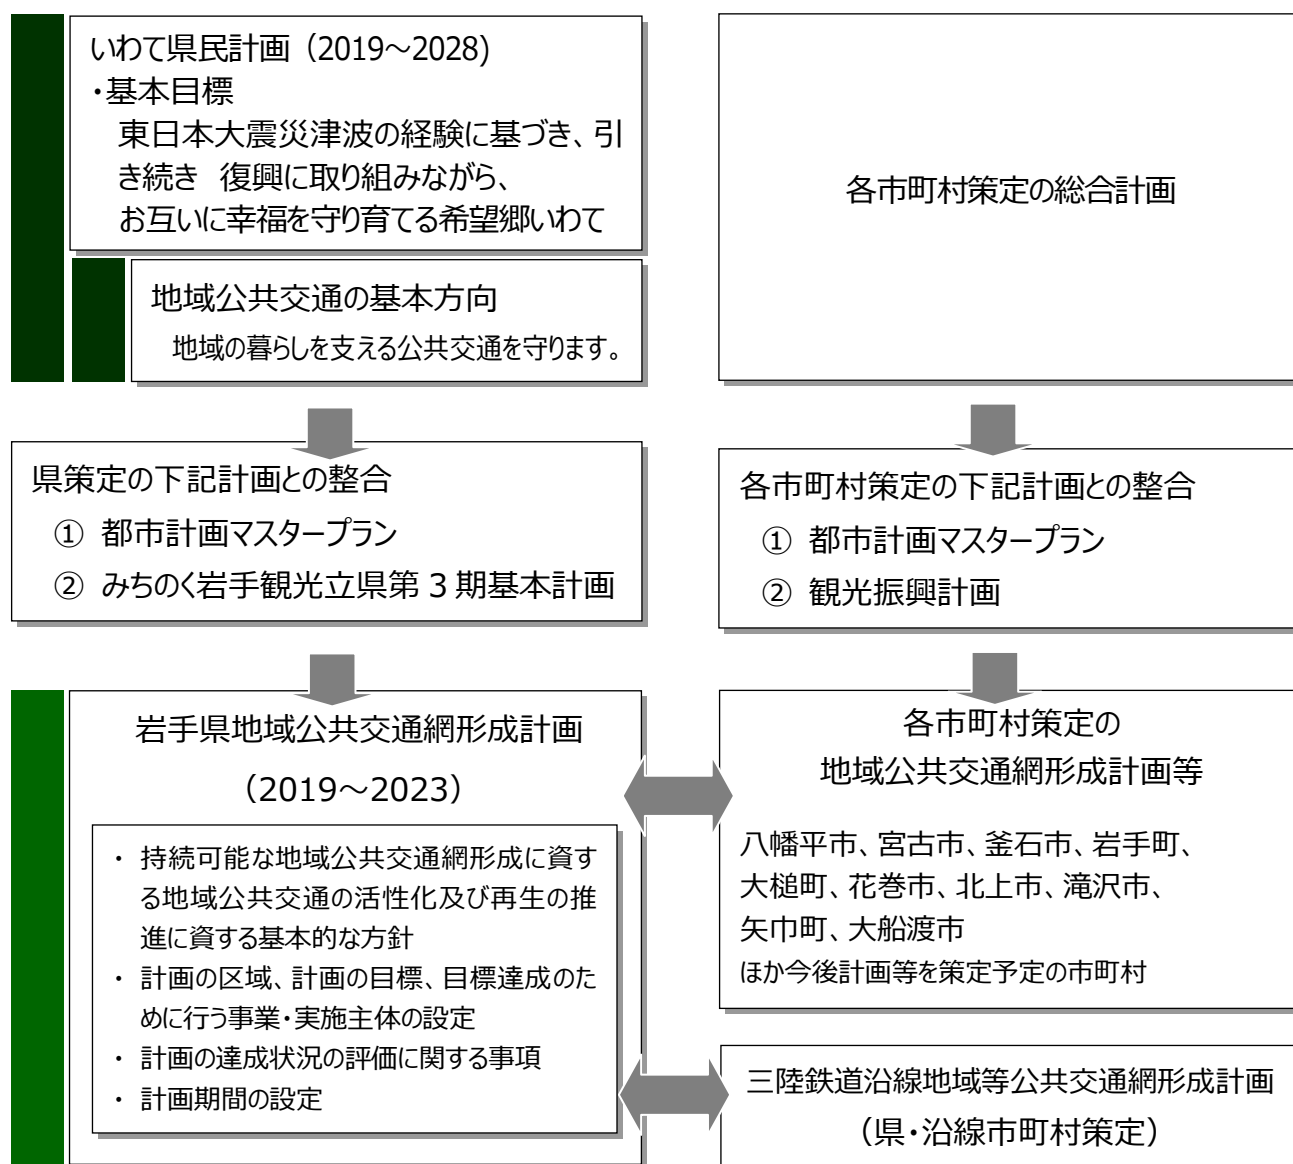 いわて県民計画（2019～2028)
・基本目標
東日本大震災津波の経験に基づき、引
き続き　復興に取り組みながら、
お互いに幸福を守り育てる希望郷いわて
地域公共交通の基本方向
地域の暮らしを支える公共交通を守ります。
各市町村策定の総合計画
県策定の下記計画との整合
① 都市計画マスタープラン
② みちのく岩手観光立県第３期基本計画
各市町村策定の下記計画との整合
① 都市計画マスタープラン
② 観光振興計画
岩手県地域公共交通網形成計画
（2019～2023）
・ 持続可能な地域公共交通網形成に資す
る地域公共交通の活性化及び再生の推
進に資する基本的な方針
・ 計画の区域、計画の目標、目標達成のた
めに行う事業・実施主体の設定
・ 計画の達成状況の評価に関する事項
・ 計画期間の設定
各市町村策定の
地域公共交通網形成計画等
八幡平市、宮古市、釜石市、岩手町、
大槌町、花巻市、北上市、滝沢市、
矢巾町、大船渡市
ほか今後計画等を策定予定の市町村
三陸鉄道沿線地域等公共交通網形成計画
（県・沿線市町村策定）